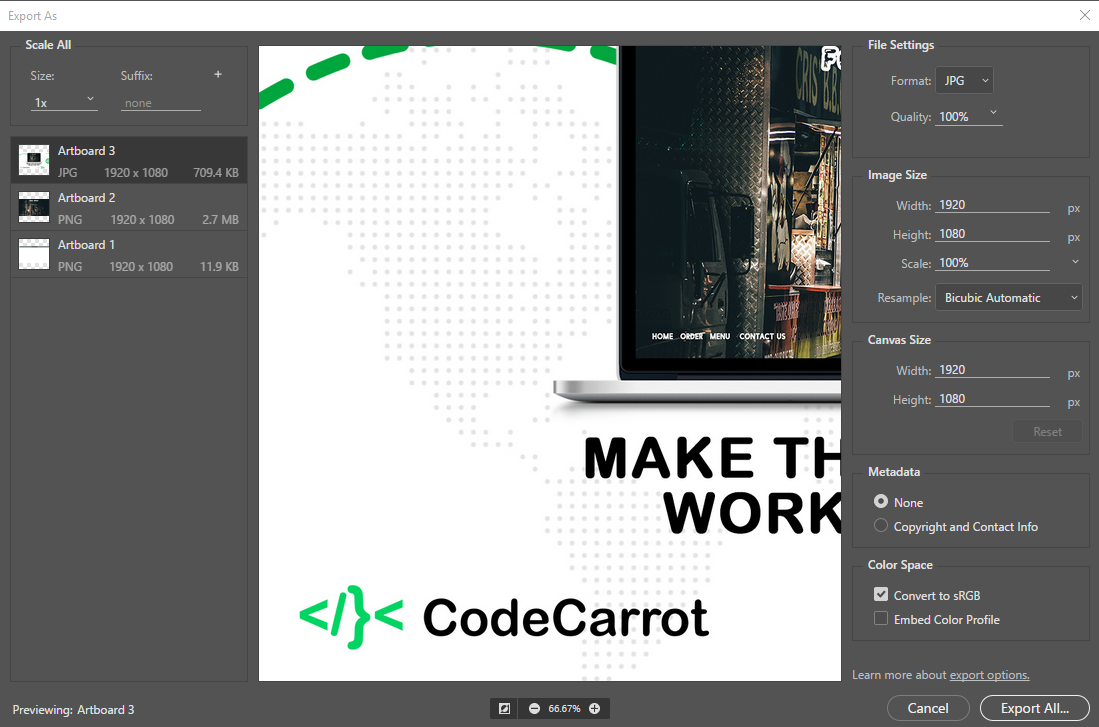 Export As
Scale All
Size:
Suffix:
+
1x
none
Artboard 3
JPG 1920 x 1080 709.4 KB
Artboard 2
PNG 1920 x 1080 2.7 MB
Artboard 1
PNG 1920 x 1080 11.9 KB
HOME ORDER MENU CONTACT US
MAKE TH
WORK
</}< CodeCarrot
File Settings
Format: JPG
Quality: 100%
Image Size
Width: 1920 px
Height: 1080 px
Scale: 100%
Resample: Bicubic Automatic
Canvas Size
Width: 1920 px
Height: 1080 px
Reset
Metadata
None
Copyright and Contact Info
Color Space
Convert to sRGB
Embed Color Profile
Learn more about export options.
Previewing: Artboard 3
66.67%
Cancel
Export All...